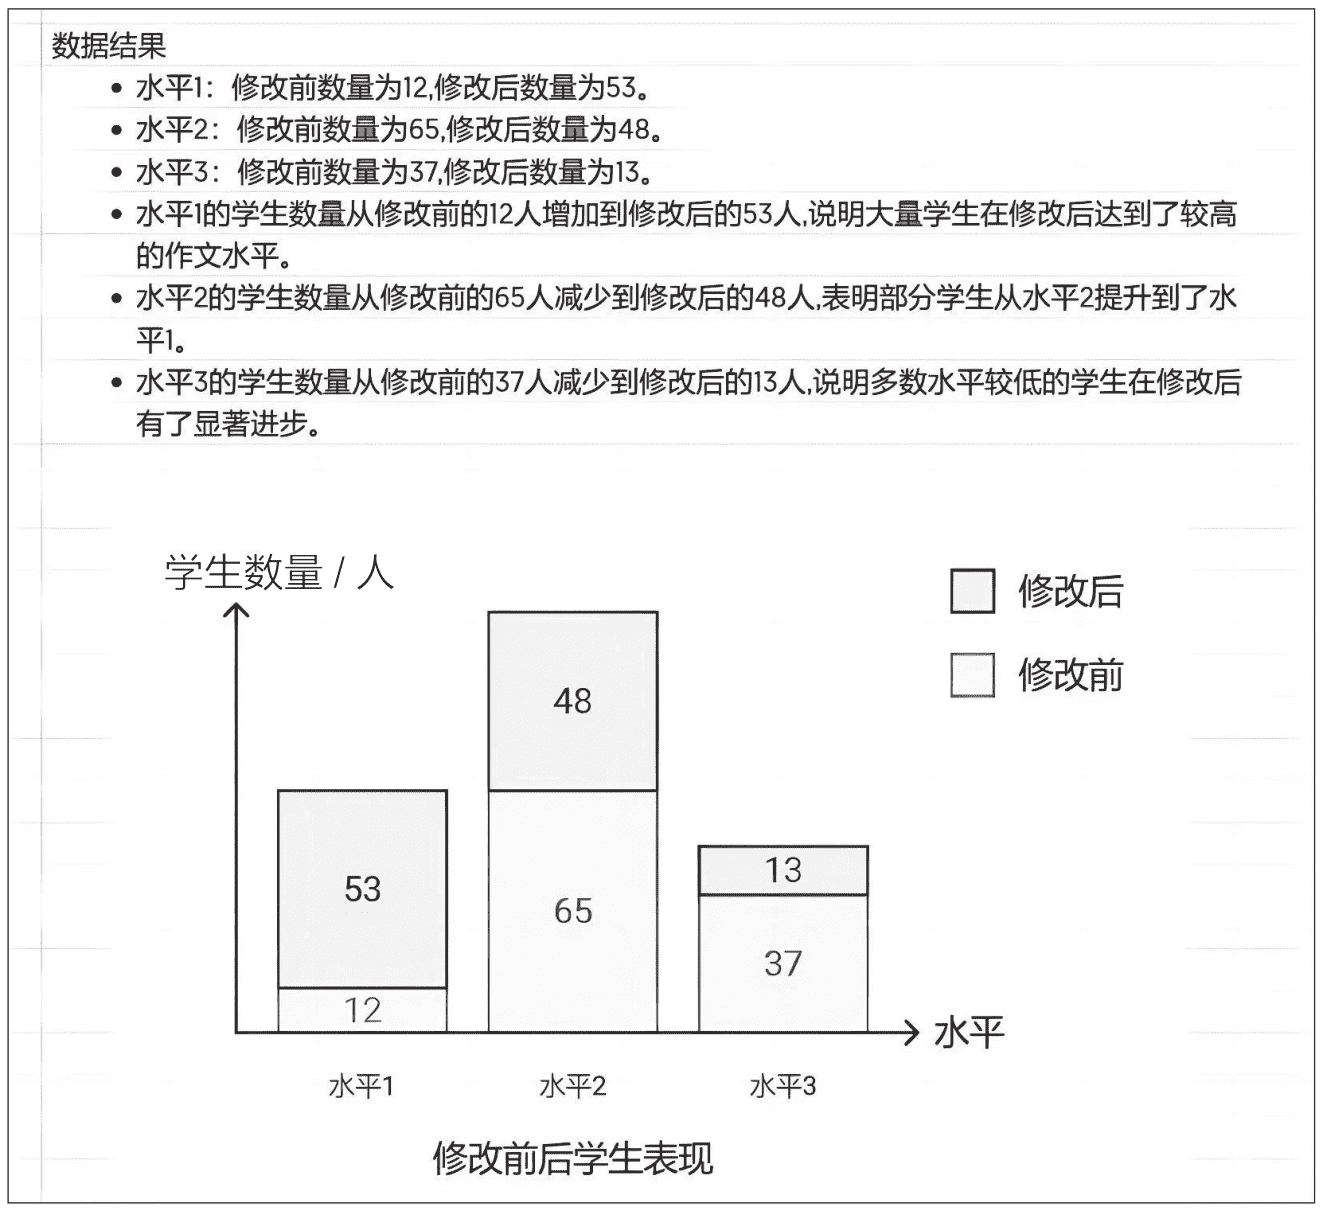 数据结果
• 水平1：修改前数量为12,修改后数量为53。
• 水平2：修改前数量为65,修改后数量为48。
• 水平3：修改前数量为37,修改后数量为13。
• 水平1的学生数量从修改前的12人增加到修改后的53人,说明大量学生在修改后达到了较高
的作文水平。
• 水平2的学生数量从修改前的65人减少到修改后的48人,表明部分学生从水平2提升到了水
平1。
• 水平3的学生数量从修改前的37人减少到修改后的13人,说明多数水平较低的学生在修改后
有了显著进步。
学生数量 / 人
修改后
修改前
48
53
65
13
37
12
水平
水平1
水平2
水平3
修改前后学生表现